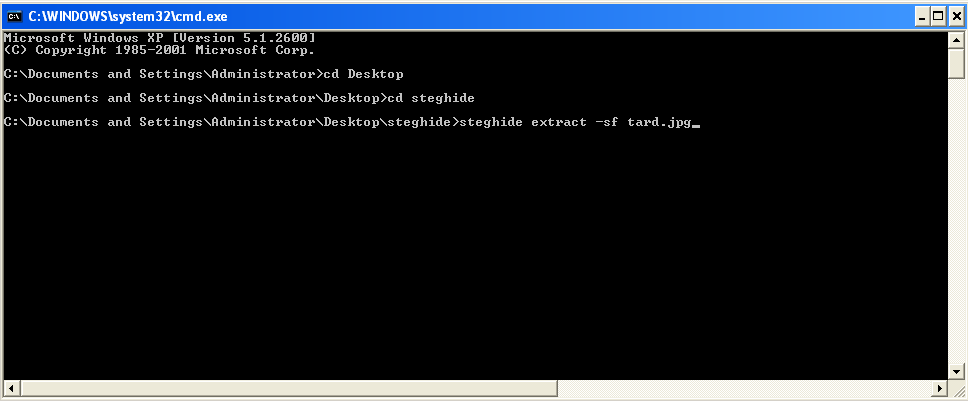 C:\WINDOWS\system32\cmd.exe
Microsoft Windows XP [Version 5.1.2600]
(C) Copyright 1985-2001 Microsoft Corp.
C:\Documents and Settings\Administrator>cd Desktop
C:\Documents and Settings\Administrator\Desktop>cd steghide
C:\Documents and Settings\Administrator\Desktop\steghide>steghide extract -sf tard.jpg_